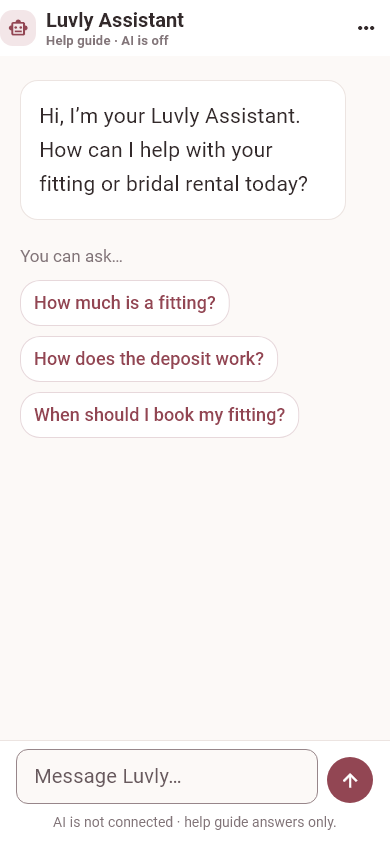 Luvly Assistant
Help guide · AI is off
Hi, I’m your Luvly Assistant.
How can I help with your
fitting or bridal rental today?
You can ask…
How much is a fitting?
How does the deposit work?
When should I book my fitting?
Message Luvly…
AI is not connected · help guide answers only.